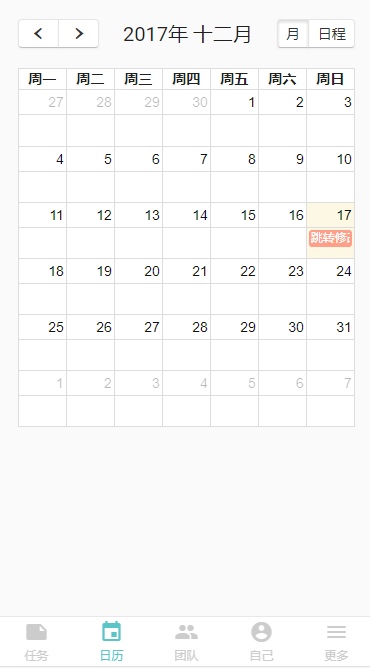 2017年 十二月 月 日程
周一 周二 周三 周四 周五 周六 周日
27 28 29 30 1 2 3
4 5 6 7 8 9 10
11 12 13 14 15 16 17
跳转修
18 19 20 21 22 23 24
25 26 27 28 29 30 31
1 2 3 4 5 6 7
任务 日历 团队 自己 更多